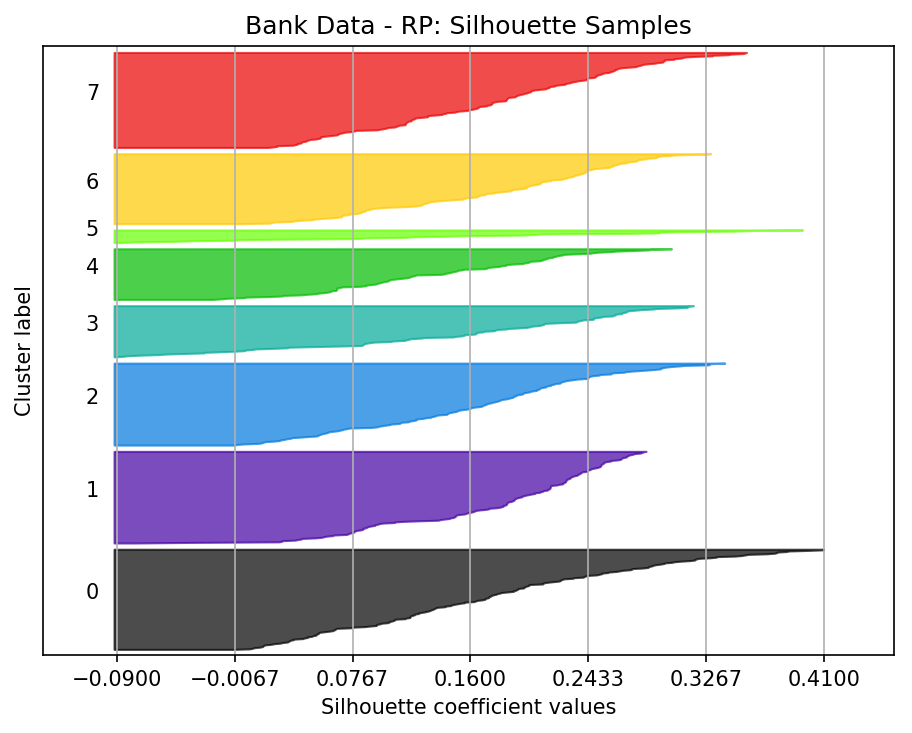 Bank Data - RP: Silhouette Samples
7
6
5
4
3
2
1
0
Cluster label
−0.0900 −0.0067 0.0767 0.1600 0.2433 0.3267 0.4100
Silhouette coefficient values